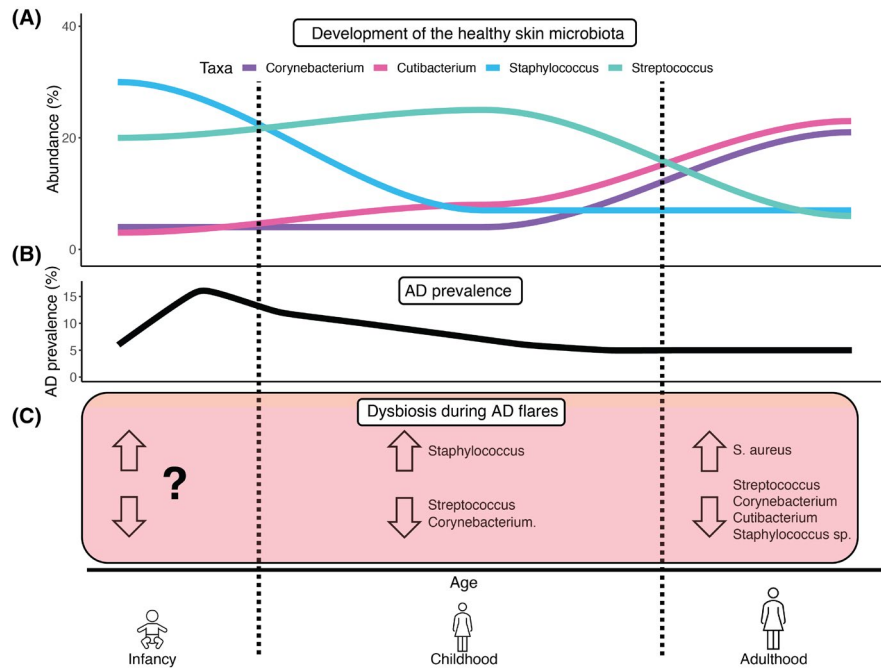 (A)
Development of the healthy skin microbiota
Taxa Corynebacterium Cutibacterium Staphylococcus Streptococcus
40
20
0
Abundance (%)
(B)
AD prevalence
15
10
5
0
AD prevalence (%)
(C)
Dysbiosis during AD flares
?
Staphylococcus
Streptococcus
Corynebacterium.
S. aureus
Streptococcus
Corynebacterium
Cutibacterium
Staphylococcus sp.
Age
Infancy
Childhood
Adulthood